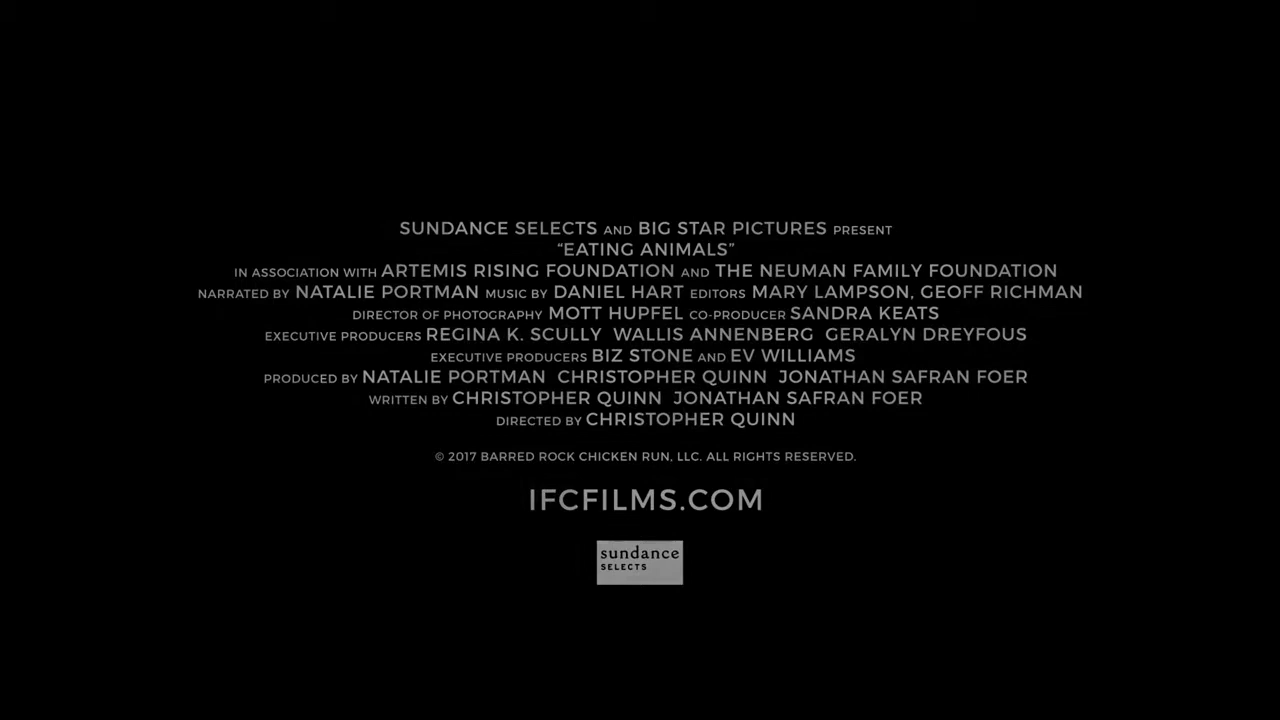 SUNDANCE SELECTS AND BIG STAR PICTURES PRESENT
“EATING ANIMALS”
IN ASSOCIATION WITH ARTEMIS RISING FOUNDATION AND THE NEUMAN FAMILY FOUNDATION
NARRATED BY NATALIE PORTMAN MUSIC BY DANIEL HART EDITORS MARY LAMPSON, GEOFF RICHMAN
DIRECTOR OF PHOTOGRAPHY MOTT HUPFEL CO-PRODUCER SANDRA KEATS
EXECUTIVE PRODUCERS REGINA K. SCULLY WALLIS ANNENBERG GERALYN DREYFOUS
EXECUTIVE PRODUCERS BIZ STONE AND EV WILLIAMS
PRODUCED BY NATALIE PORTMAN CHRISTOPHER QUINN JONATHAN SAFRAN FOER
WRITTEN BY CHRISTOPHER QUINN JONATHAN SAFRAN FOER
DIRECTED BY CHRISTOPHER QUINN
© 2017 BARRED ROCK CHICKEN RUN, LLC. ALL RIGHTS RESERVED.
IFCFILMS.COM
sundance
SELECTS